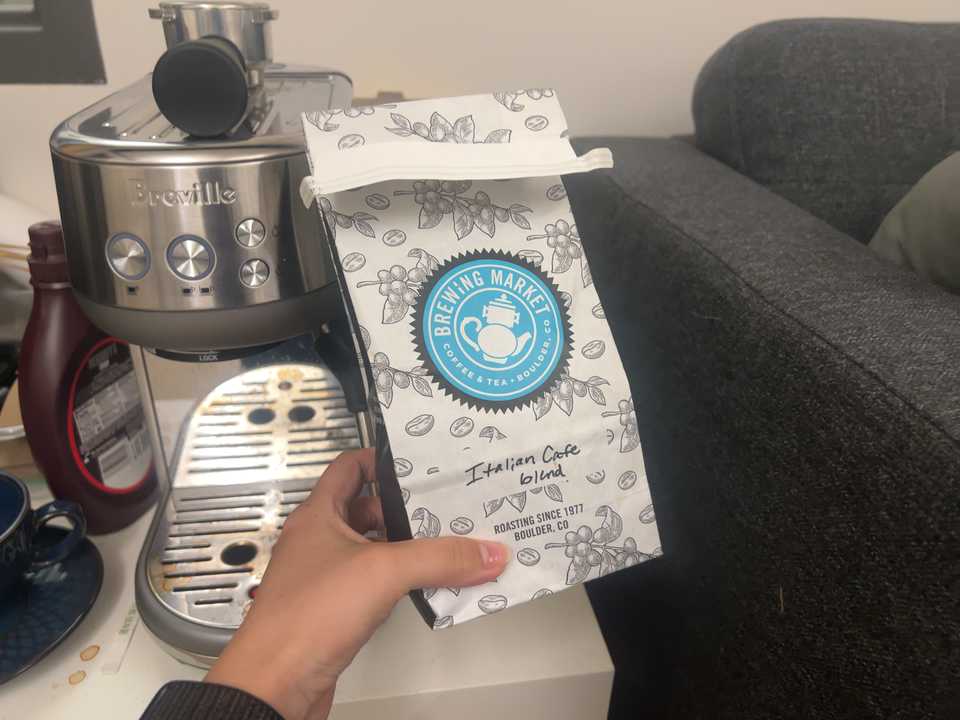 Breville
LOCK
BREWiNG MARKET
COFFEE & TEA • BOULDER, CO
Italian Cafe
blend.
ROASTING SINCE 1977
BOULDER, CO